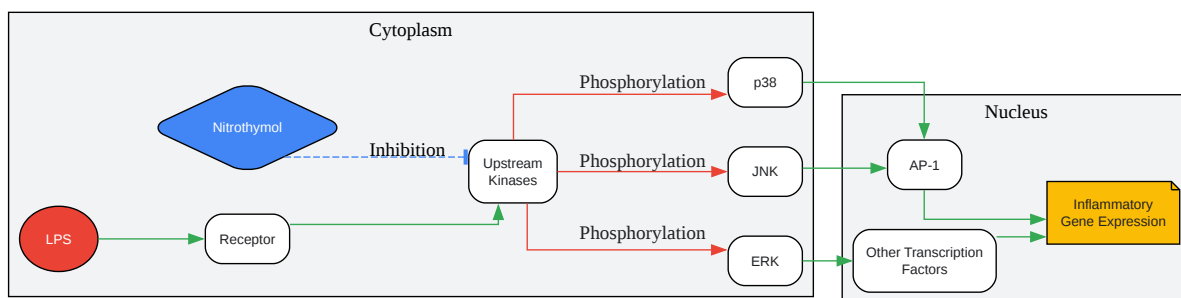 Cytoplasm
Nucleus
Nitrothymol
Inhibition
LPS
Receptor
Upstream
Kinases
Phosphorylation
Phosphorylation
Phosphorylation
p38
JNK
ERK
AP-1
Other Transcription
Factors
Inflammatory
Gene Expression